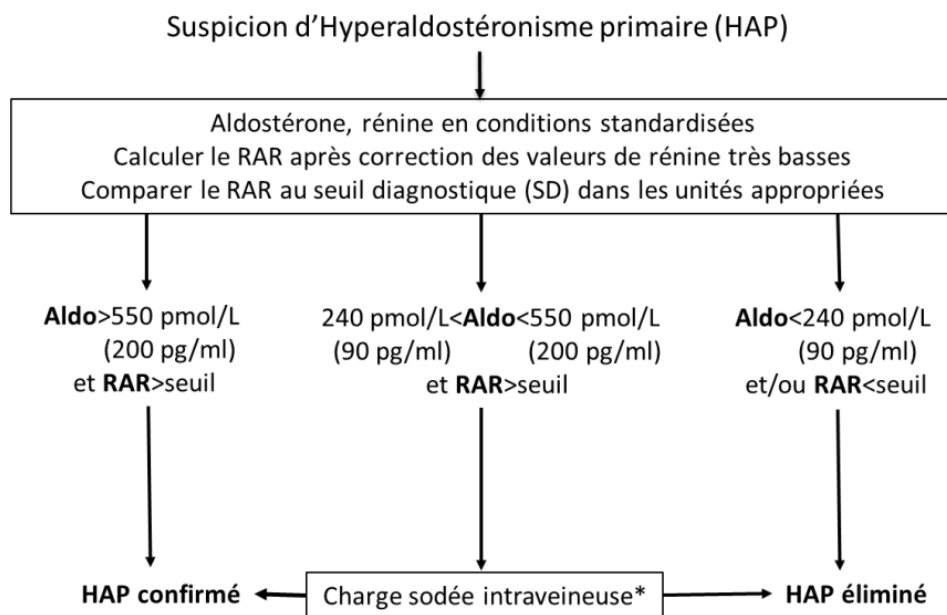 Suspicion d’Hyperaldostéronisme primaire (HAP)
Aldostérone, rénine en conditions standardisées
Calculer le RAR après correction des valeurs de rénine très basses
Comparer le RAR au seuil diagnostique (SD) dans les unités appropriées
Aldo>550 pmol/L
(200 pg/ml)
et RAR>seuil
240 pmol/L<Aldo<550 pmol/L
(90 pg/ml) (200 pg/ml)
et RAR>seuil
Aldo<240 pmol/L
(90 pg/ml)
et/ou RAR<seuil
HAP confirmé
Charge sodée intraveineuse*
HAP éliminé